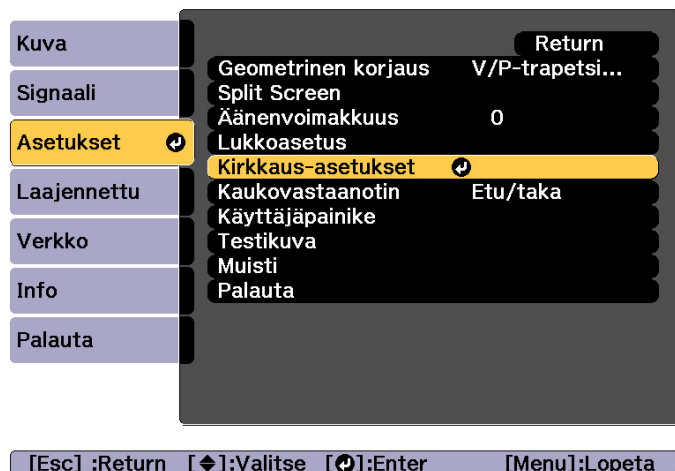 Kuva
Signaali
Asetukset
Laajennettu
Verkko
Info
Palauta
Return
Geometrinen korjaus V/P-trapetsi...
Split Screen
Äänenvoimakkuus 0
Lukkoasetus
Kirkkaus-asetukset
Kaukovastaanotin Etu/taka
Käyttäjäpainike
Testikuva
Muisti
Palauta
[Esc] :Return [◆]:Valitse [↵]:Enter [Menu]:Lopeta